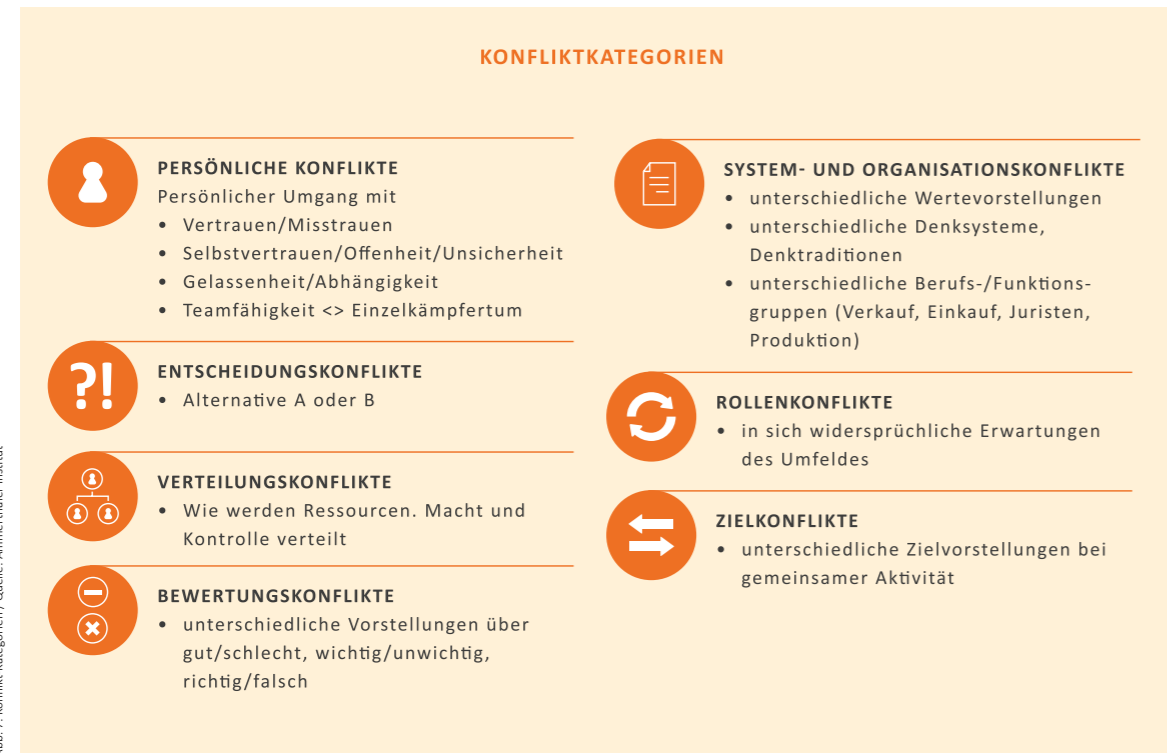 KONFLIKTKATEGORIEN
PERSÖNLICHE KONFLIKTE
Persönlicher Umgang mit
• Vertrauen/Misstrauen
• Selbstvertrauen/Offenheit/Unsicherheit
• Gelassenheit/Abhängigkeit
• Teamfähigkeit <> Einzelkämpfertum
?!
ENTSCHEIDUNGSKONFLIKTE
• Alternative A oder B
VERTEILUNGSKONFLIKTE
• Wie werden Ressourcen. Macht und
Kontrolle verteilt
BEWERTUNGSKONFLIKTE
• unterschiedliche Vorstellungen über
gut/schlecht, wichtig/unwichtig,
richtig/falsch
SYSTEM- UND ORGANISATIONSKONFLIKTE
• unterschiedliche Wertevorstellungen
• unterschiedliche Denksysteme,
Denktraditionen
• unterschiedliche Berufs-/Funktions-
gruppen (Verkauf, Einkauf, Juristen,
Produktion)
ROLLENKONFLIKTE
• in sich widersprüchliche Erwartungen
des Umfeldes
ZIELKONFLIKTE
• unterschiedliche Zielvorstellungen bei
gemeinsamer Aktivität